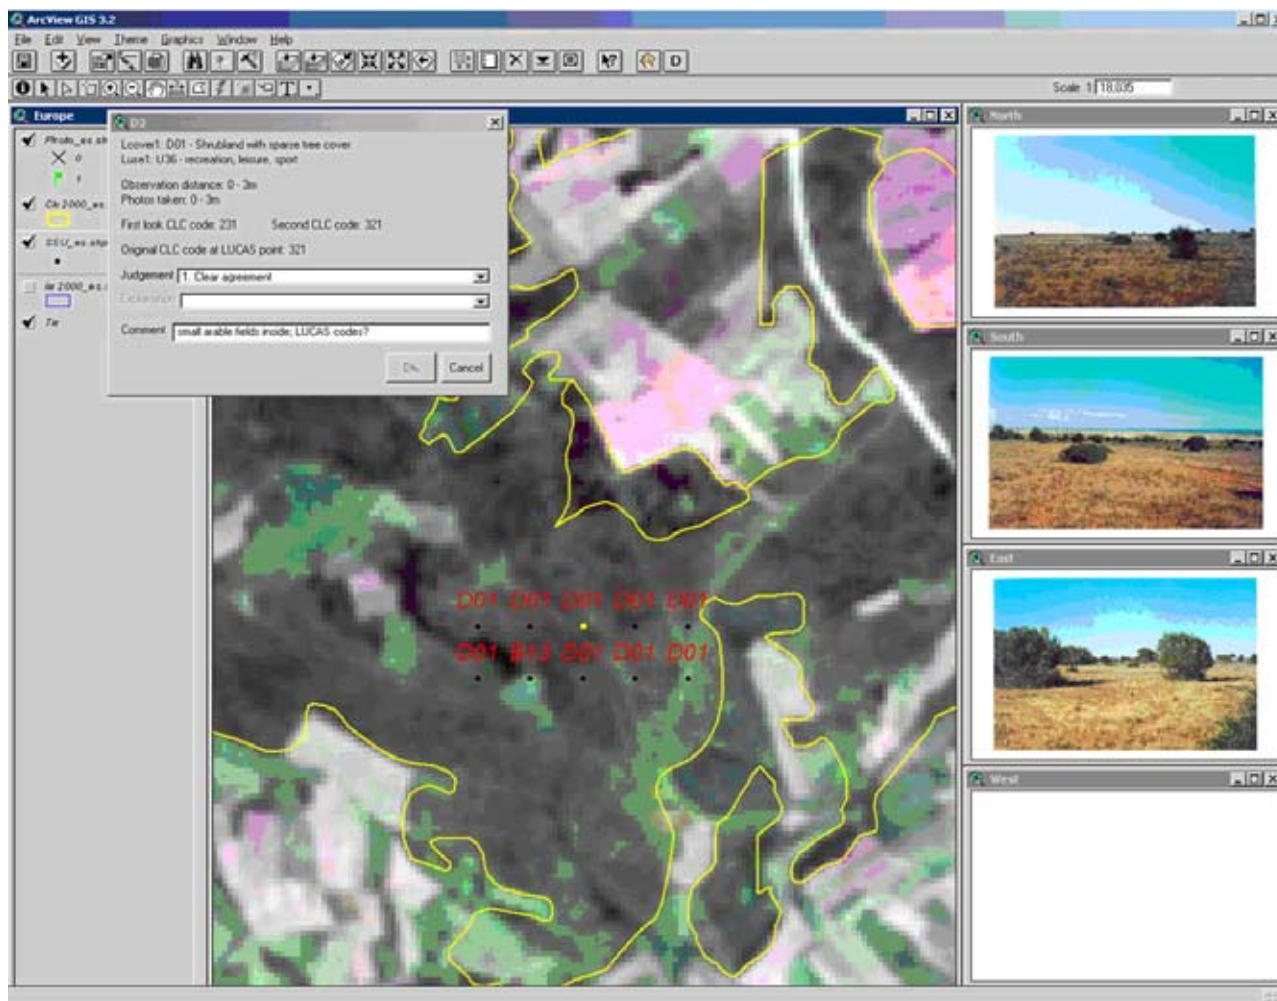 ArcView GIS 3.2
File Edit View Theme Graphics Window Help
Scale 1: 18,035
Europe
D2
Lcover1: D01 - Shrubland with sparse tree cover
Luse1: U36 - recreation, leisure, sport
Observation distance: 0 - 3m
Photos taken: 0 - 3m
First look CLC code: 231 Second CLC code: 321
Original CLC code at LUCAS point: 321
Judgement 1. Clear agreement
Explanation
Comment small arable fields inside; LUCAS codes?
Ok Cancel
0
1
D01 D01 D01 D01 D01
D01 B13 D01 D01 D01
North
South
East
West